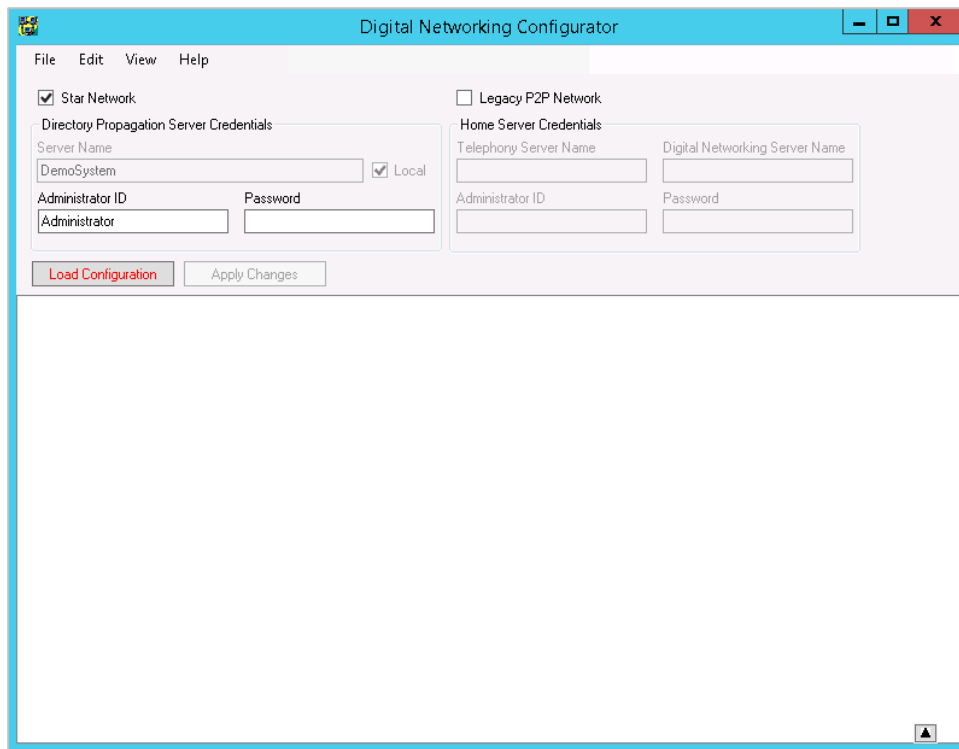 Digital Networking Configurator
File Edit View Help
Star Network
Legacy P2P Network
Directory Propagation Server Credentials
Home Server Credentials
Server Name
Telephony Server Name
Digital Networking Server Name
DemoSystem
Local
Administrator ID
Password
Administrator ID
Password
Administrator
Load Configuration
Apply Changes